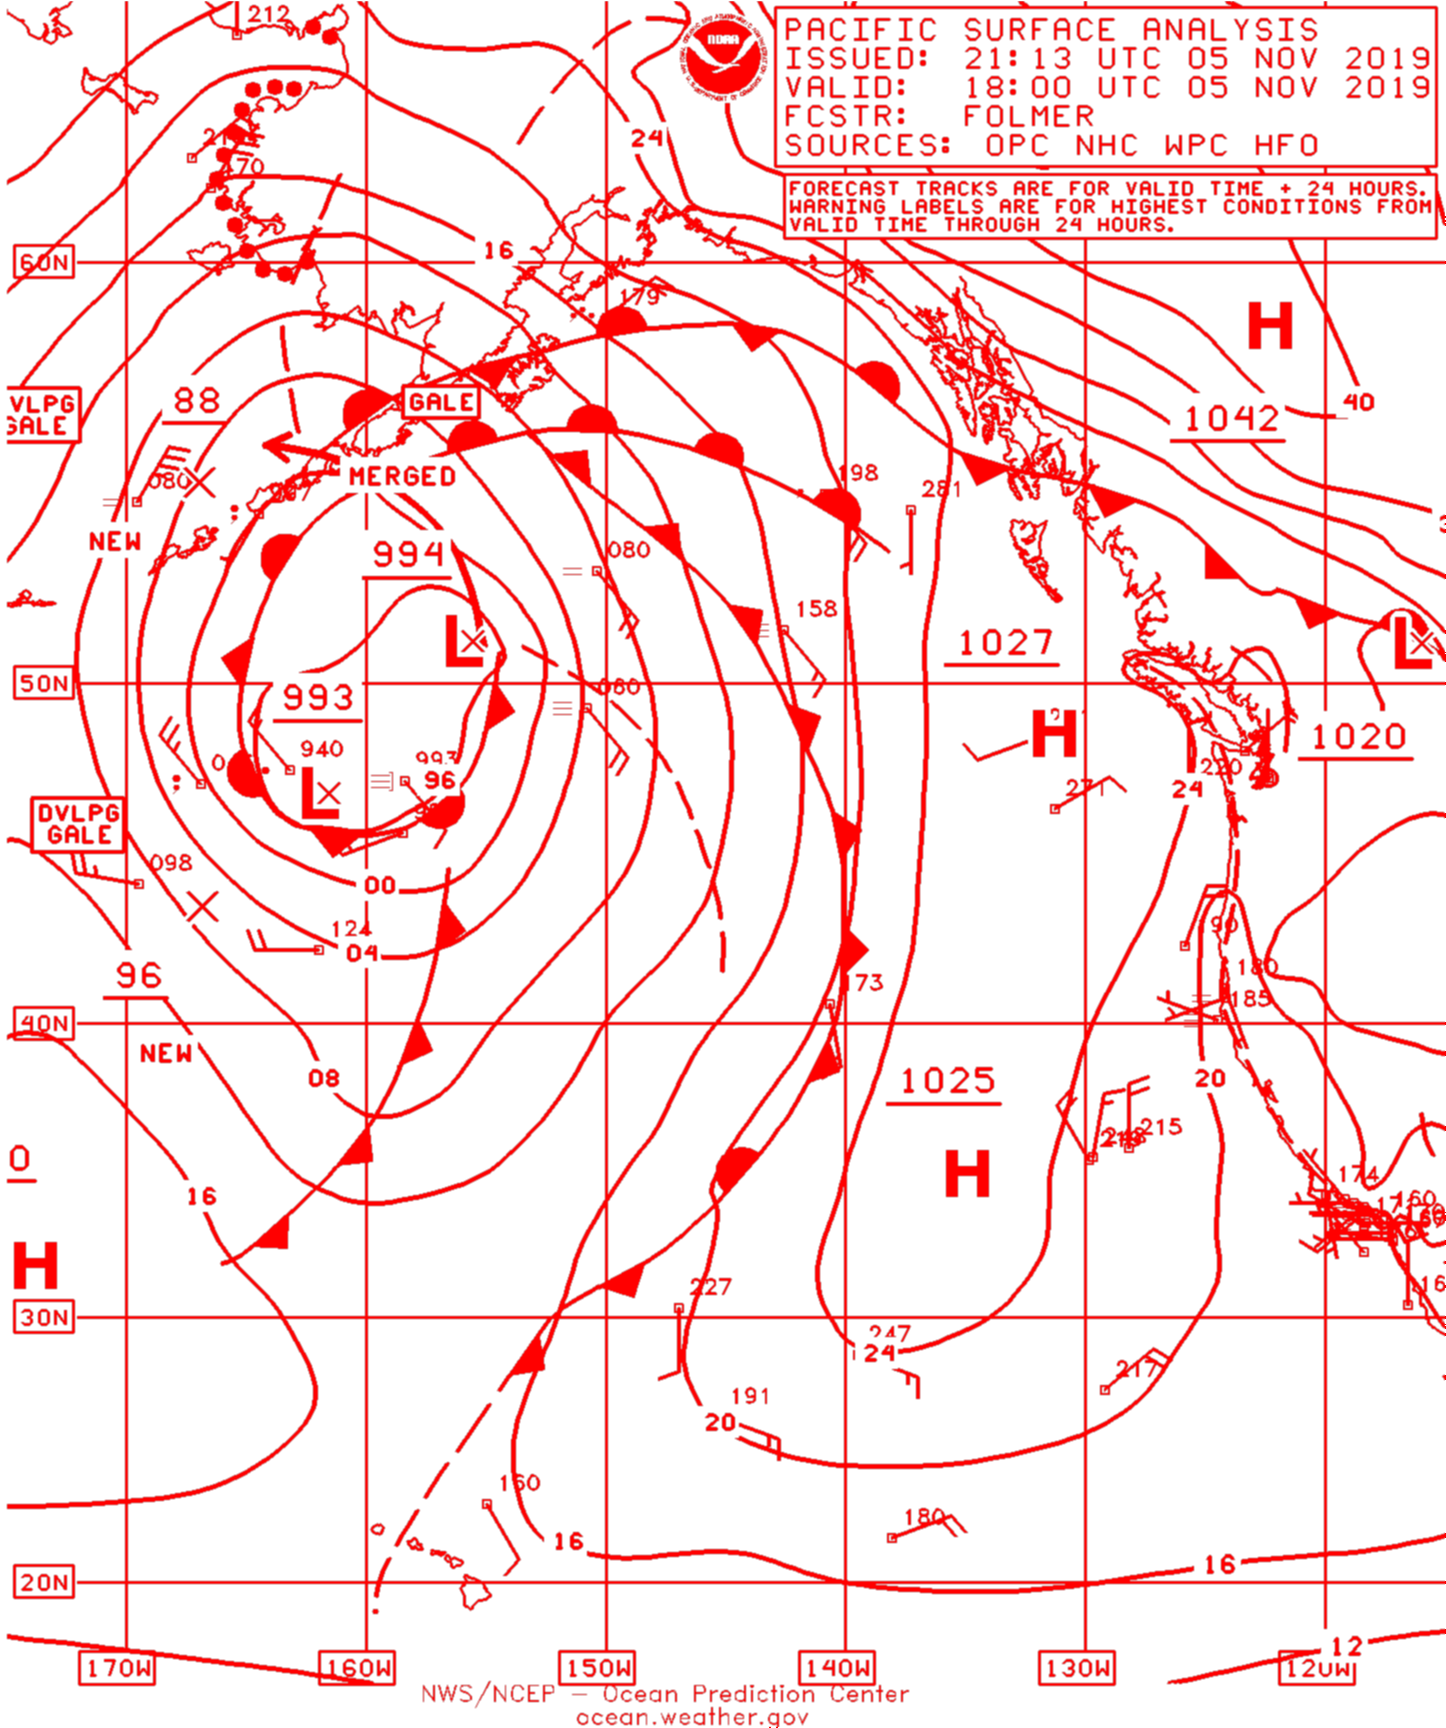 212
NOAA
PACIFIC SURFACE ANALYSIS
ISSUED: 21:13 UTC 05 NOV 2019
VALID: 18:00 UTC 05 NOV 2019
FCSTR: FOLMER
SOURCES: OPC NHC WPC HFO
24
70
FORECAST TRACKS ARE FOR VALID TIME + 24 HOURS.
WARNING LABELS ARE FOR HIGHEST CONDITIONS FROM
VALID TIME THROUGH 24 HOURS.
16
60N
179
H
VLPG
GALE
88
GALE
40
1042
MERGED
080
198
281
NEW
994
080
158
1027
L
L
50N
993
080
H
1020
940
993
96
220
24
271
L
DVLPG
GALE
098
00
124
04
90
96
180
173
185
40N
NEW
08
1025
20
215
0
H
16
174
160
H
227
16
30N
247
24
217
191
20
160
180
16
16
20N
12
170W
160W
150W
140W
130W
120W
NWS/NCEP – Ocean Prediction Center
ocean.weather.gov